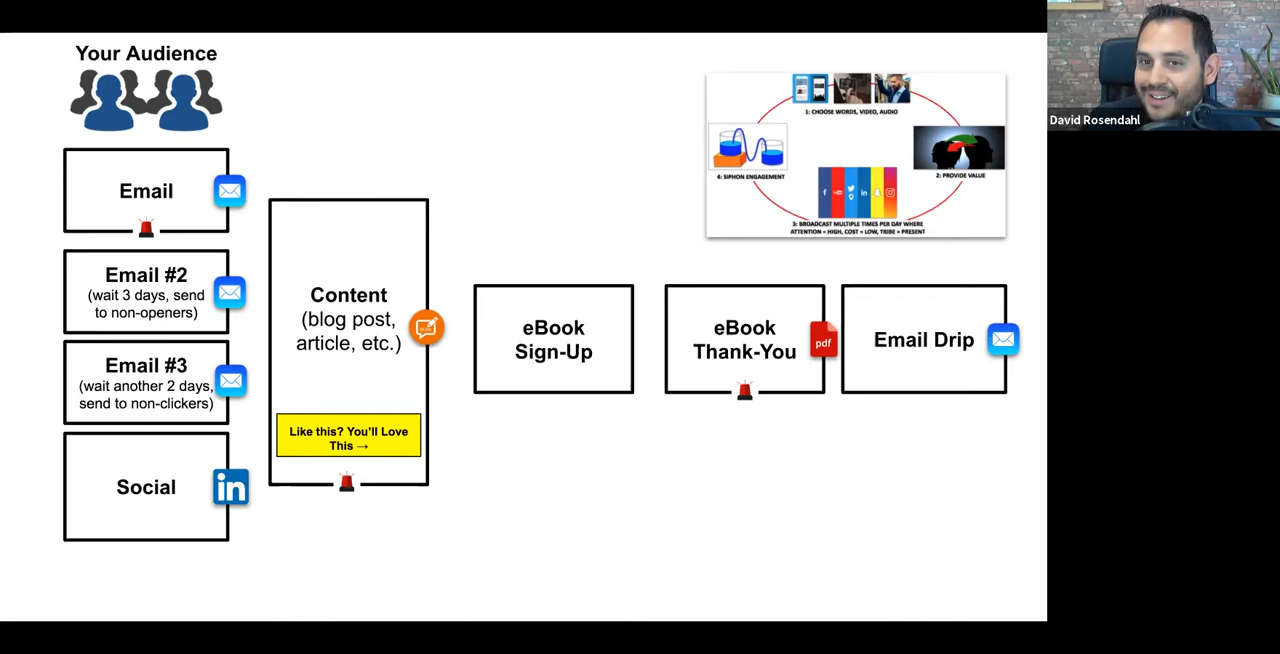 Your Audience
Email
Email #2
(wait 3 days, send
to non-openers)
Email #3
(wait another 2 days,
send to non-clickers)
Social
in
Content
(blog post,
article, etc.)
Like this? You'll Love
This →
eBook
Sign-Up
eBook
Thank-You
pdf
Email Drip
1: CHOOSE WORDS, VIDEO, AUDIO
2: PROVIDE VALUE
3: BROADCAST MULTIPLE TIMES PER DAY WHERE
ATTENTION = HIGH, COST = LOW, TRIBE = PRESENT
4: SIPHON ENGAGEMENT
David Rosendahl